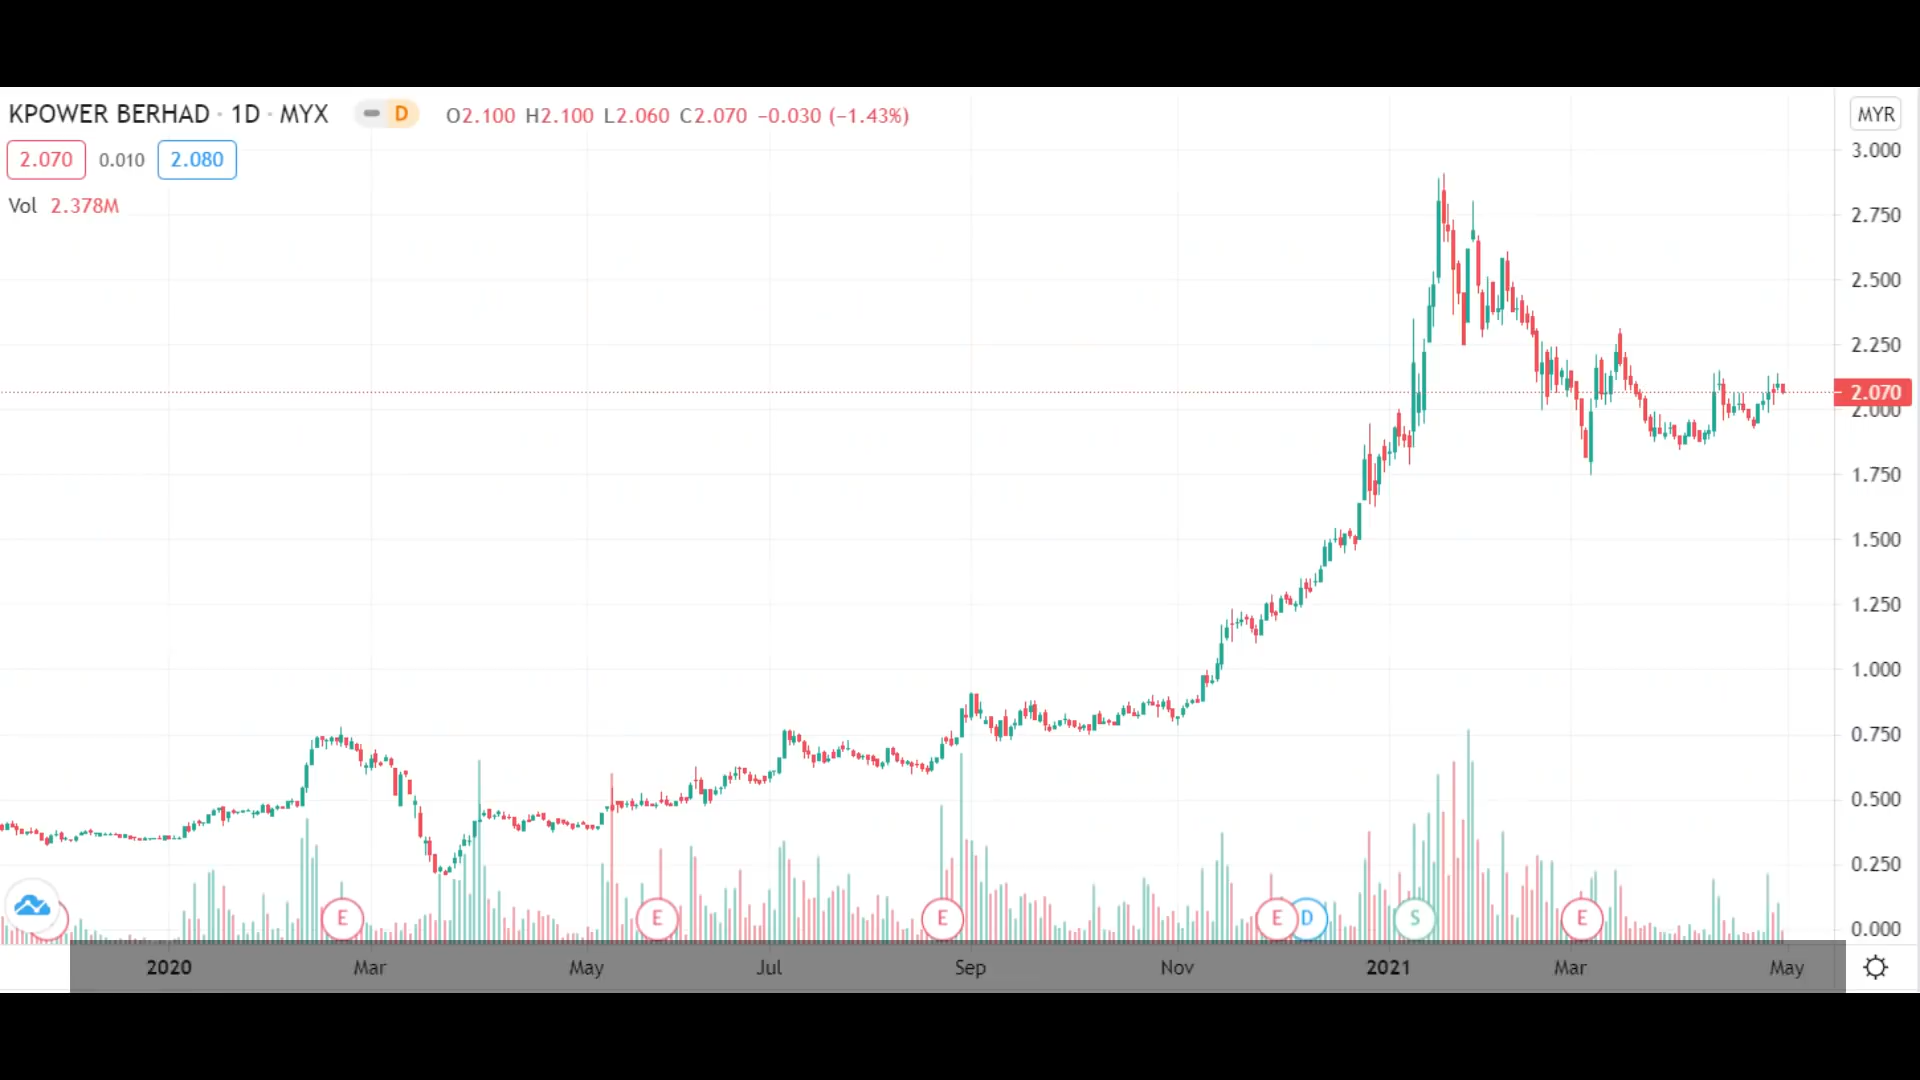 KPOWER BERHAD · 1D · MYX D O2.100 H2.100 L2.060 C2.070 −0.030 (−1.43%)
MYR
2.070 0.010 2.080
Vol 2.378M
3.000
2.750
2.500
2.250
2.070
2.000
1.750
1.500
1.250
1.000
0.750
0.500
0.250
0.000
E E E E D S E
2020 Mar May Jul Sep Nov 2021 Mar May